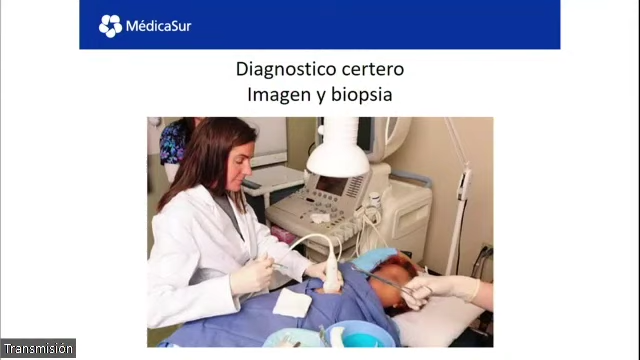 MédicaSur
Diagnostico certero
Imagen y biopsia
Transmisión